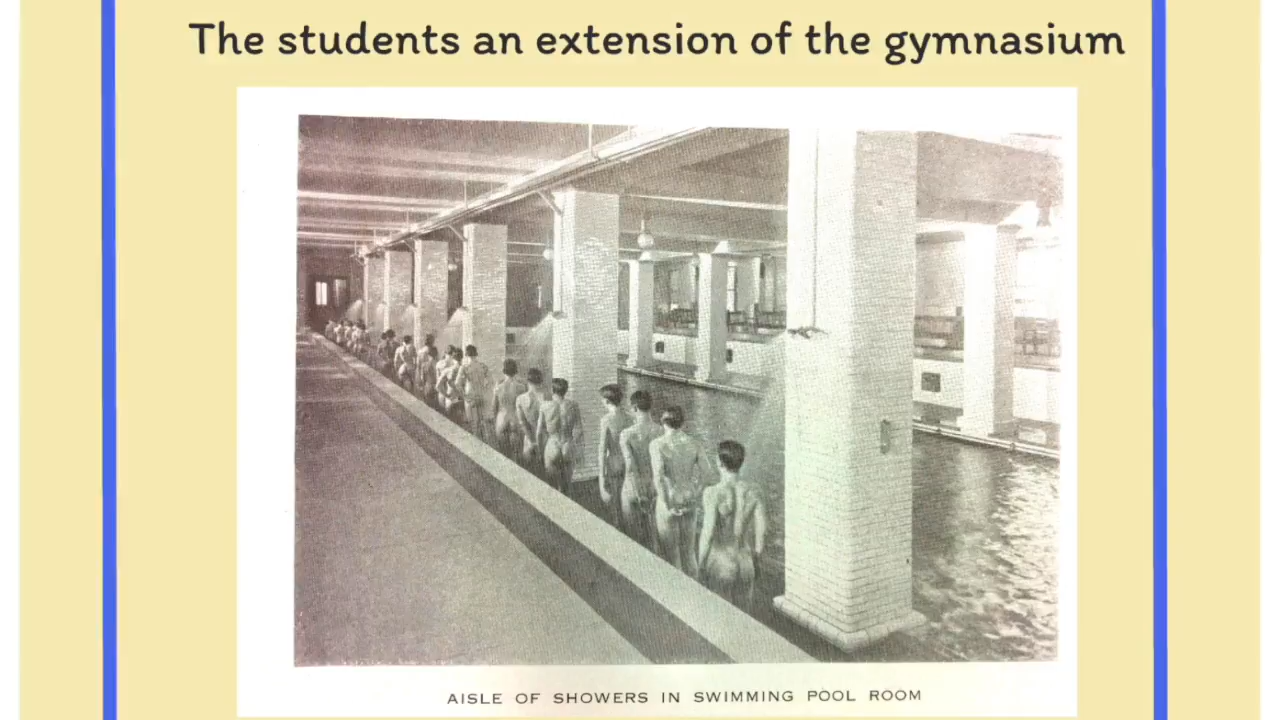 The students an extension of the gymnasium
AISLE OF SHOWERS IN SWIMMING POOL ROOM